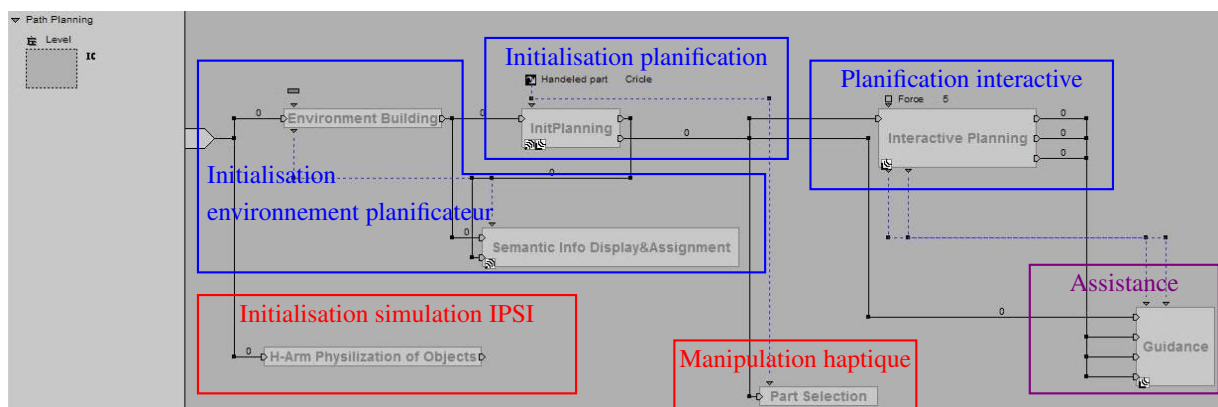 Path Planning
Level
IC
Initialisation planification
Handeled part Cricle
InitPlanning
0
0
Environment Building
0
0
Initialisation
environnement planificateur
0
0
Semantic Info Display&Assignment
Initialisation simulation IPSI
0
H-Arm Physilization of Objects
Planification interactive
Force 5
Interactive Planning
0
0
0
Manipulation haptique
Part Selection
Assistance
0
Guidance